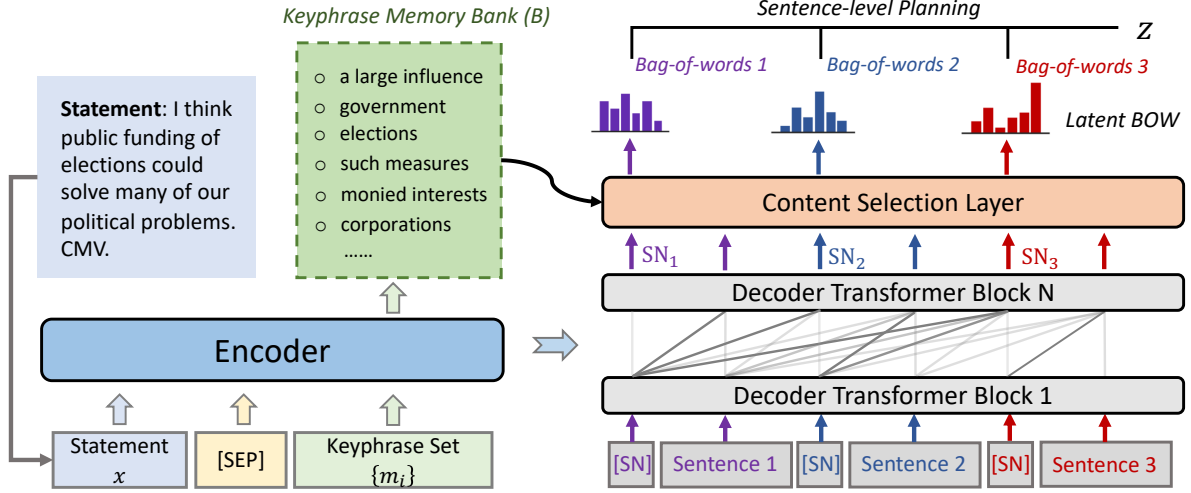 Keyphrase Memory Bank (B)
Sentence-level Planning
Z
Bag-of-words 1
Bag-of-words 2
Bag-of-words 3
Latent BOW
Statement: I think
public funding of
elections could
solve many of our
political problems.
CMV.
○ a large influence
○ government
○ elections
○ such measures
○ monied interests
○ corporations
......
Content Selection Layer
SN₁
SN₂
SN₃
Decoder Transformer Block N
Encoder
Decoder Transformer Block 1
Statement
x
[SEP]
Keyphrase Set
{mᵢ}
[SN]
Sentence 1
[SN]
Sentence 2
[SN]
Sentence 3